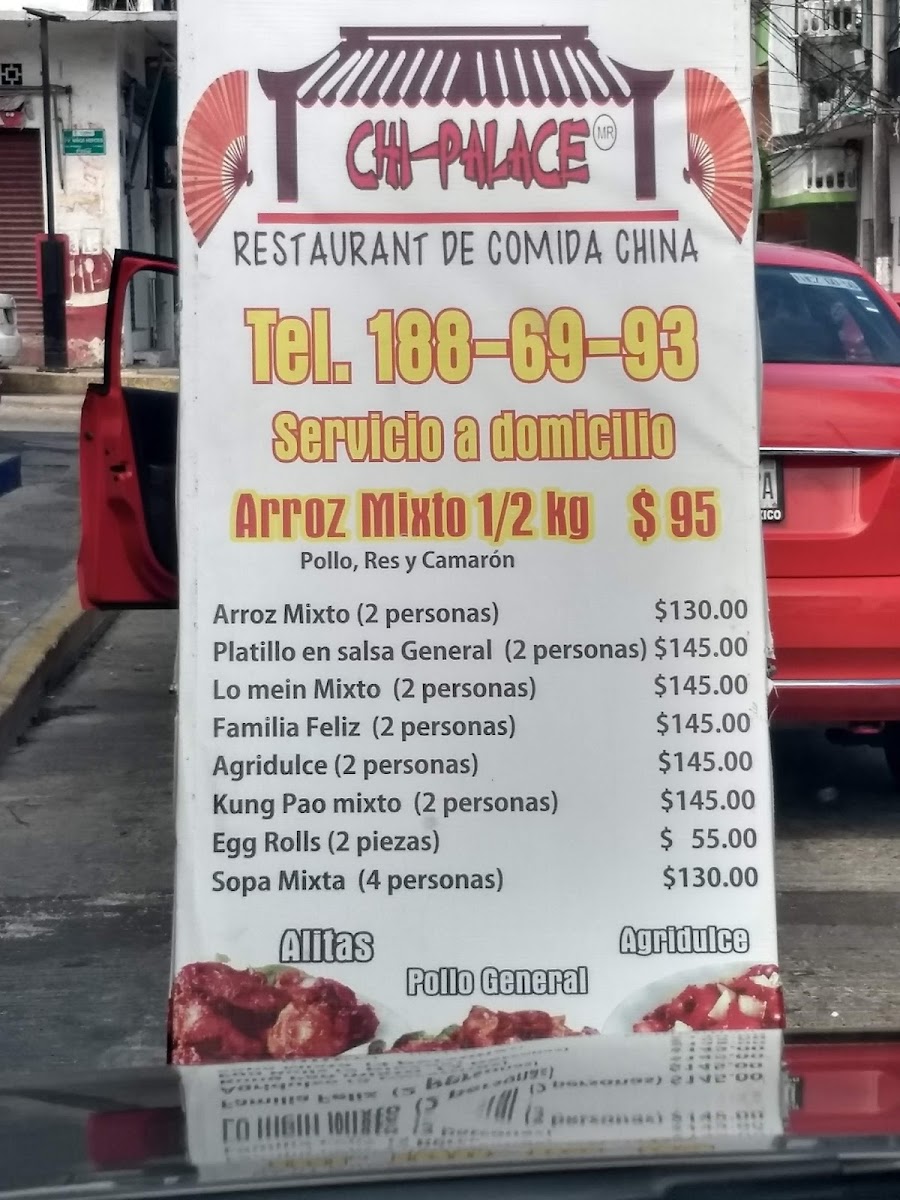 CHI-PALACE MR
RESTAURANT DE COMIDA CHINA
Tel. 188-69-93
Servicio a domicilio
Arroz Mixto 1/2 kg $ 95
Pollo, Res y Camarón
Arroz Mixto (2 personas) $130.00
Platillo en salsa General (2 personas) $145.00
Lo mein Mixto (2 personas) $145.00
Familia Feliz (2 personas) $145.00
Agridulce (2 personas) $145.00
Kung Pao mixto (2 personas) $145.00
Egg Rolls (2 piezas) $ 55.00
Sopa Mixta (4 personas) $130.00
Alitas
Pollo General
Agridulce